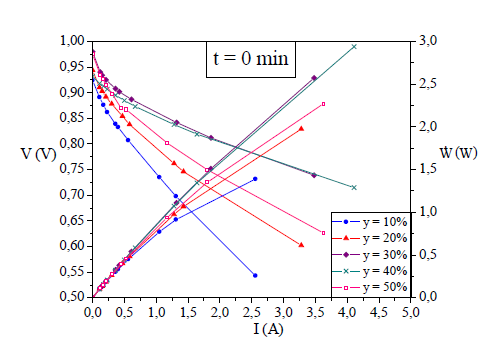 t = 0 min
1,00
0,95
0,90
0,85
0,80
0,75
0,70
0,65
0,60
0,55
0,50
V (V)
3,0
2,5
2,0
1,5
1,0
0,5
0,0
W (W)
y = 10%
y = 20%
y = 30%
y = 40%
y = 50%
0,0 0,5 1,0 1,5 2,0 2,5 3,0 3,5 4,0 4,5 5,0
I (A)